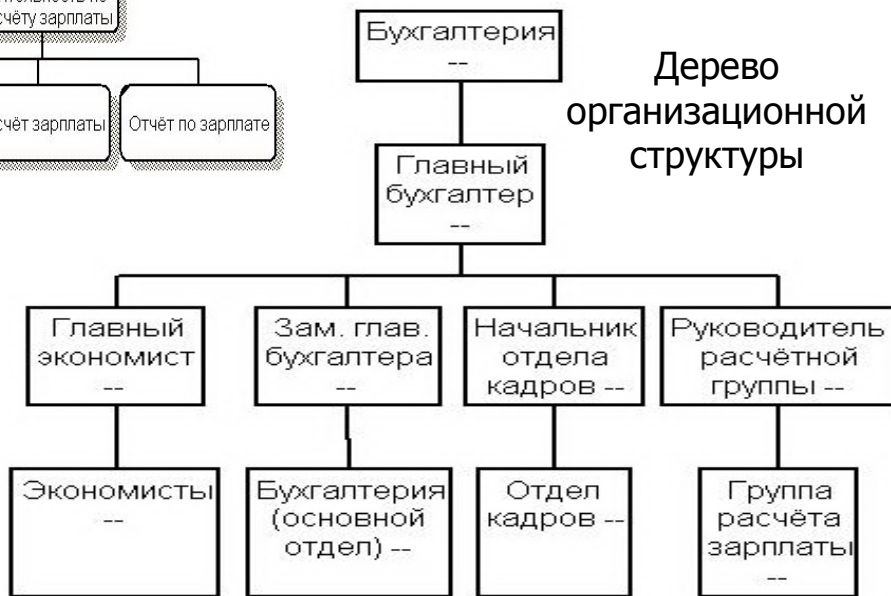 счёту зарплаты
зарплаты
Отчёт по зарплате
Дерево
организационной
структуры
Бухгалтерия
--
Главный
бухгалтер
--
Главный
экономист
--
Зам. глав.
бухгалтера
--
Начальник
отдела
кадров --
Руководитель
расчётной
группы --
Экономисты
--
Бухгалтерия
(основной
отдел) --
Отдел
кадров --
Группа
расчёта
зарплаты
--